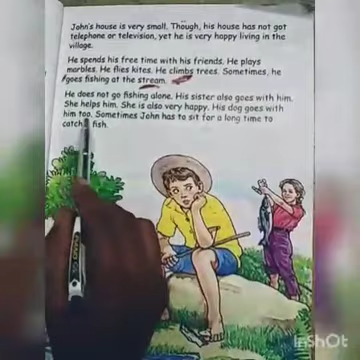 John's house is very small. Though, his house has not got
telephone or television, yet he is very happy living in the
village.
He spends his free time with his friends. He plays
marbles. He flies kites. He climbs trees. Sometimes, he
goes fishing at the stream.
He does not go fishing alone. His sister also goes with him.
She helps him. She is also very happy. His dog goes with
him too. Sometimes John has to sit for a long time to
catch fish.
InShOt